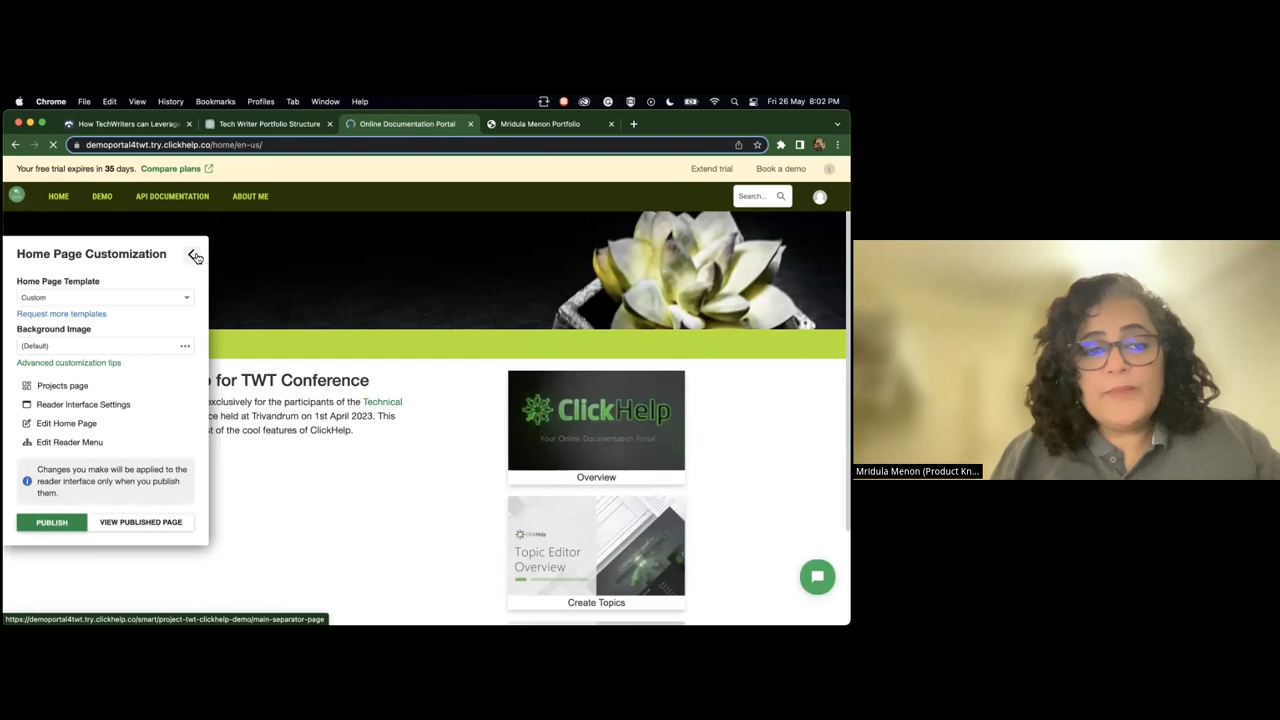 Chrome File Edit View History Bookmarks Profiles Tab Window Help Fri 26 May 8:02 PM
How TechWriters can Leverage Tech Writer Portfolio Structure Online Documentation Portal Mridula Menon Portfolio
demoportal4twt.try.clickhelp.co/home/en-us/
Your free trial expires in 35 days. Compare plans Extend trial Book a demo
HOME DEMO API DOCUMENTATION ABOUT ME Search...
Home Page Customization
Home Page Template
Custom
Request more templates
Background Image
(Default)
Advanced customization tips
Projects page
Reader Interface Settings
Edit Home Page
Edit Reader Menu
Changes you make will be applied to the
reader interface only when you publish
them.
PUBLISH VIEW PUBLISHED PAGE
for TWT Conference
exclusively for the participants of the Technical
ce held at Trivandrum on 1st April 2023. This
st of the cool features of ClickHelp.
ClickHelp
Your Online Documentation Portal
Overview
ClickHelp
Topic Editor
Overview
Create Topics
https://demoportal4twt.try.clickhelp.co/smart/project-twt-clickhelp-demo/main-separator-page
Mridula Menon (Product Kn...